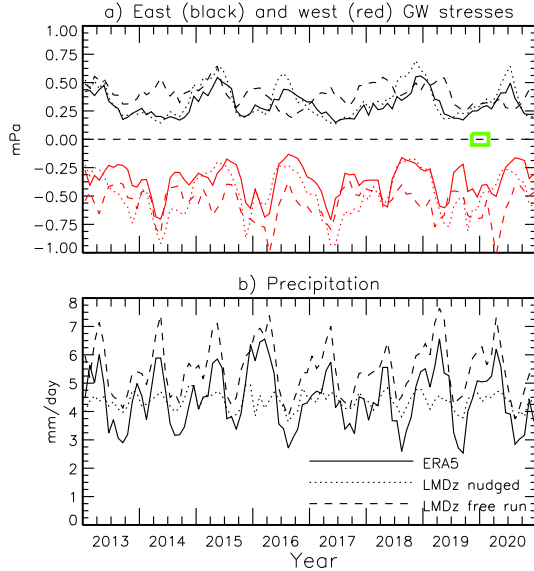 a) East (black) and west (red) GW stresses
1.00
0.75
0.50
0.25
0.00
−0.25
−0.50
−0.75
−1.00
mPa
b) Precipitation
8
7
6
5
4
3
2
1
0
mm/day
ERA5
LMDz nudged
LMDz free run
2013 2014 2015 2016 2017 2018 2019 2020
Year